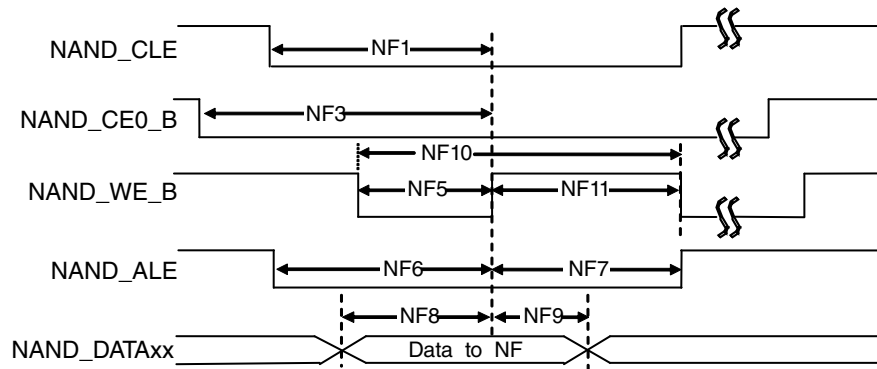 NAND_CLE
NF1
NAND_CE0_B
NF3
NF10
NAND_WE_B
NF5
NF11
NAND_ALE
NF6
NF7
NF8
NF9
NAND_DATAxx
Data to NF